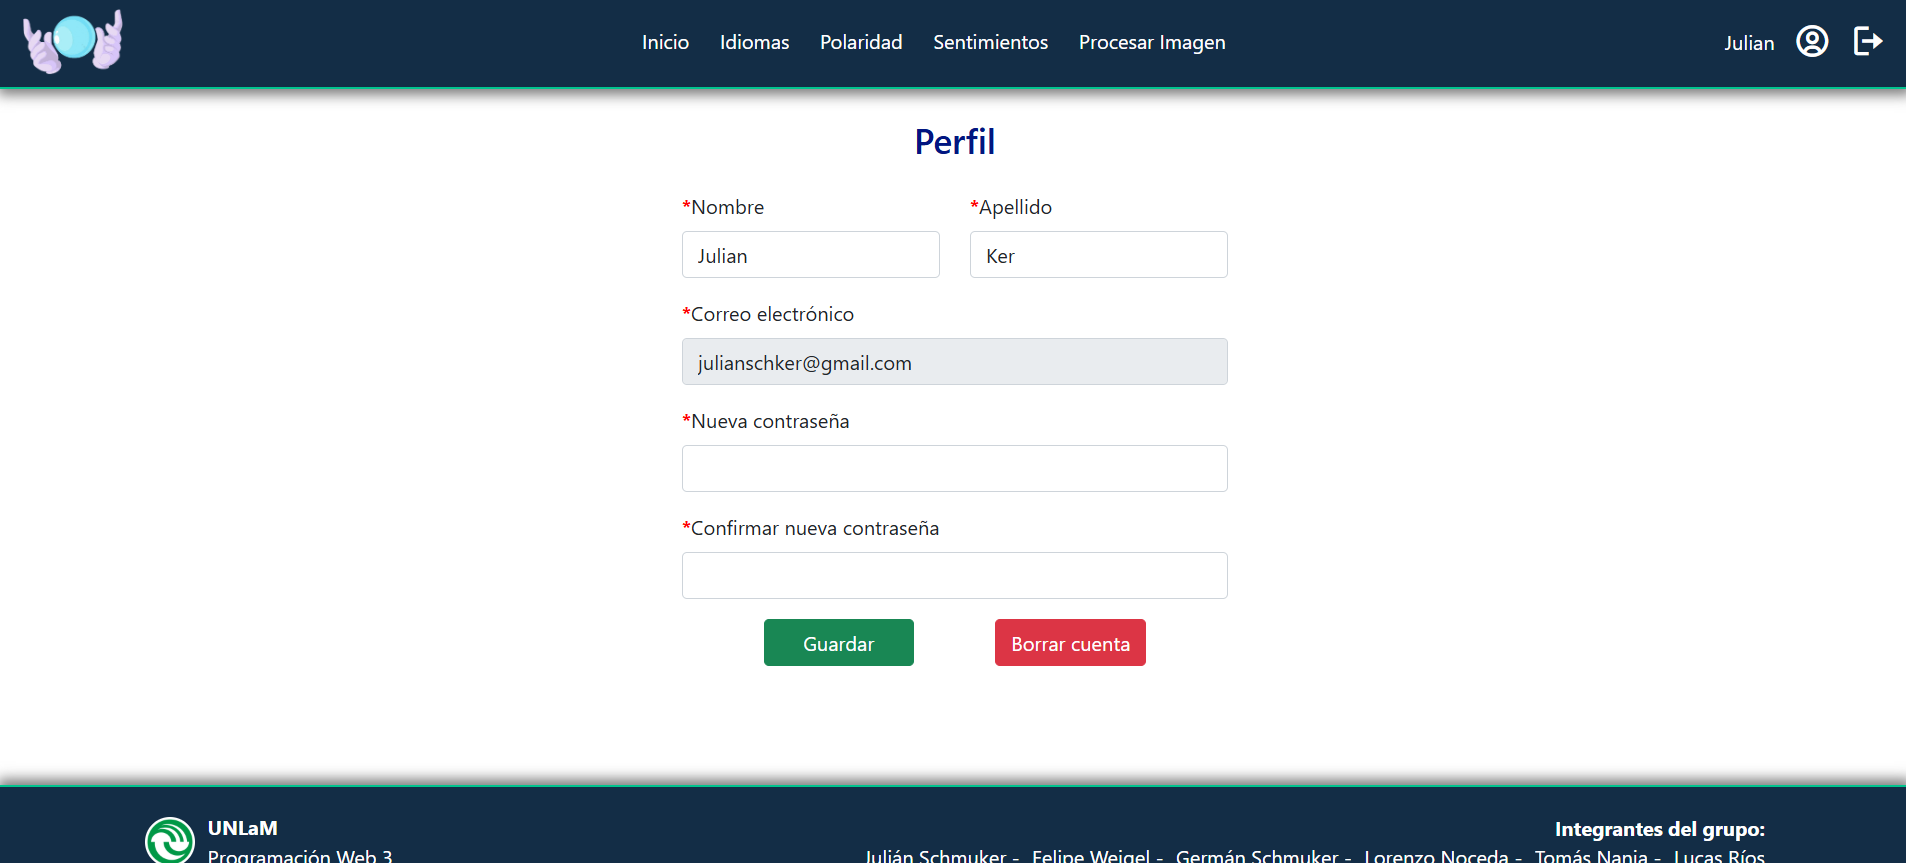 Inicio Idiomas Polaridad Sentimientos Procesar Imagen Julian
Perfil
*Nombre *Apellido
Julian Ker
*Correo electrónico
julianschker@gmail.com
*Nueva contraseña
*Confirmar nueva contraseña
Guardar Borrar cuenta
UNLaM Integrantes del grupo:
Programación Web 3 Julián Schmuker - Felipe Weigel - Germán Schmuker - Lorenzo Noceda - Tomás Nania - Lucas Ríos